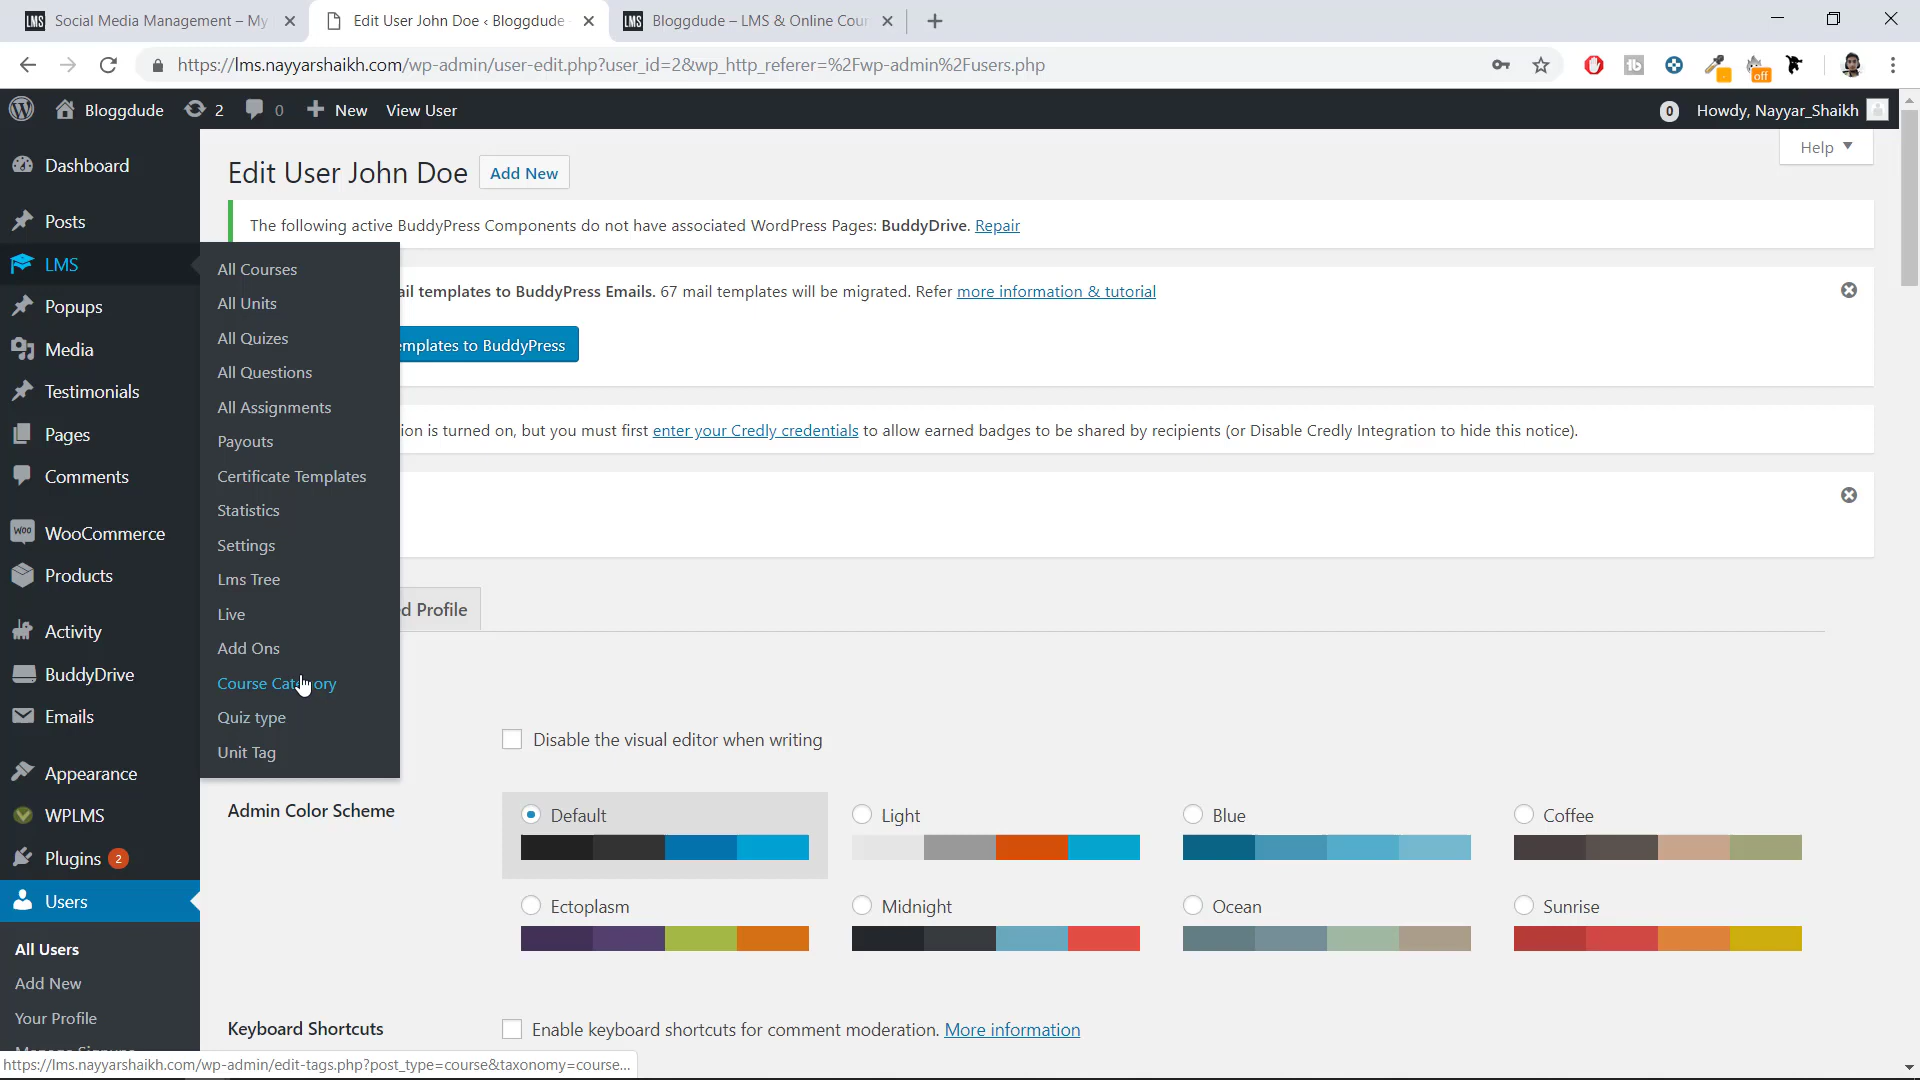 LMS Social Media Management – My
Edit User John Doe ‹ Bloggdude
LMS Bloggdude – LMS & Online Cour
https://lms.nayyarshaikh.com/wp-admin/user-edit.php?user_id=2&wp_http_referer=%2Fwp-admin%2Fusers.php
tb
off
Bloggdude 2 0 New View User
0 Howdy, Nayyar_Shaikh
Help
Dashboard
Posts
LMS
Popups
Media
Testimonials
Pages
Comments
Woo WooCommerce
Products
Activity
BuddyDrive
Emails
Appearance
WPLMS
Plugins 2
Users
All Users
Add New
Your Profile
All Courses
All Units
All Quizes
All Questions
All Assignments
Payouts
Certificate Templates
Statistics
Settings
Lms Tree
Live
Add Ons
Course Category
Quiz type
Unit Tag
Edit User John Doe Add New
The following active BuddyPress Components do not have associated WordPress Pages: BuddyDrive. Repair
ail templates to BuddyPress Emails. 67 mail templates will be migrated. Refer more information & tutorial
emplates to BuddyPress
ion is turned on, but you must first enter your Credly credentials to allow earned badges to be shared by recipients (or Disable Credly Integration to hide this notice).
d Profile
Disable the visual editor when writing
Admin Color Scheme
Default Light Blue Coffee
Ectoplasm Midnight Ocean Sunrise
Keyboard Shortcuts
Enable keyboard shortcuts for comment moderation. More information
https://lms.nayyarshaikh.com/wp-admin/edit-tags.php?post_type=course&taxonomy=course...